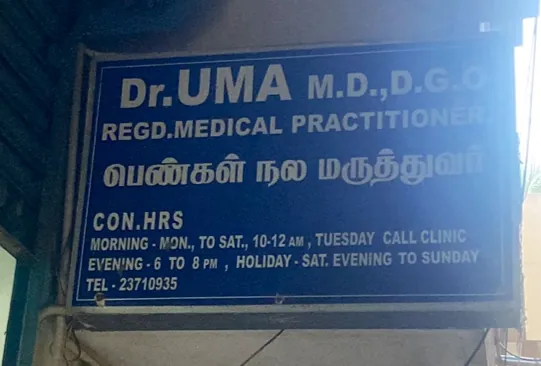 Dr.UMA M.D.,D.G.O
REGD.MEDICAL PRACTITIONER
பெண்கள் நல மருத்துவர்
CON.HRS
MORNING - MON., TO SAT., 10-12 AM , TUESDAY CALL CLINIC
EVENING - 6 TO 8 PM , HOLIDAY - SAT. EVENING TO SUNDAY
TEL - 23710935